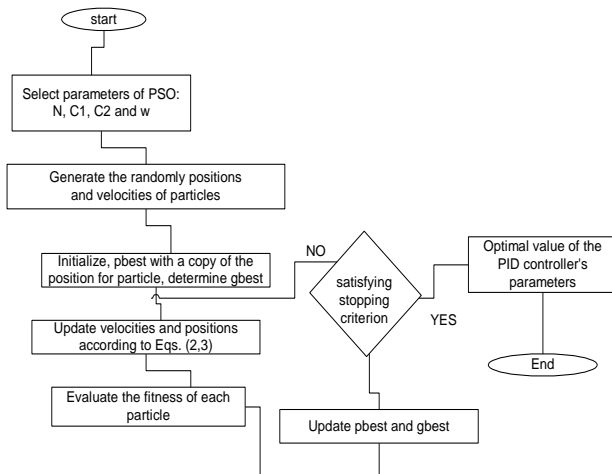 start
Select parameters of PSO:
N, C1, C2 and w
Generate the randomly positions
and velocities of particles
Initialize, pbest with a copy of the
position for particle, determine gbest
Update velocities and positions
according to Eqs. (2,3)
Evaluate the fitness of each
particle
Update pbest and gbest
satisfying
stopping
criterion
NO
YES
Optimal value of the
PID controller's
parameters
End